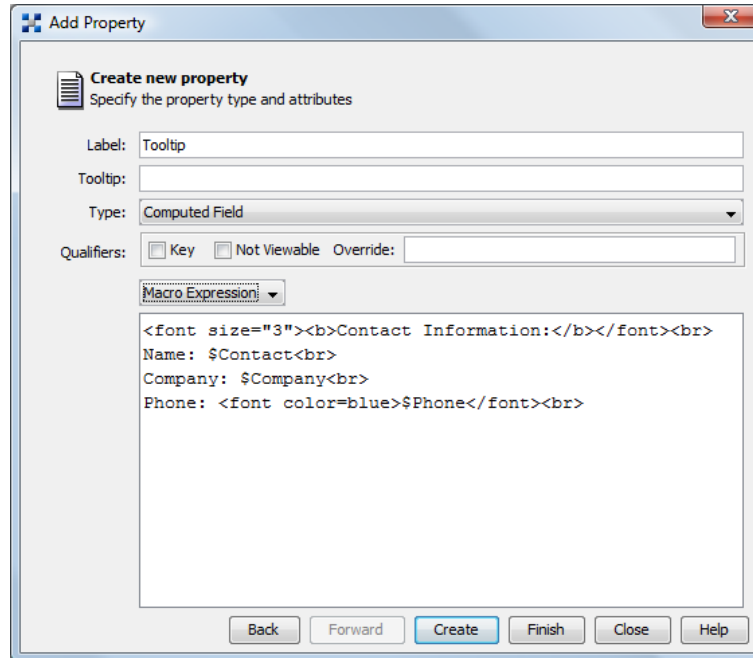 Add Property
Create new property
Specify the property type and attributes
Label: Tooltip
Tooltip:
Type: Computed Field
Qualifiers: Key Not Viewable Override:
Macro Expression
<font size="3"><b>Contact Information:</b></font><br>
Name: $Contact<br>
Company: $Company<br>
Phone: <font color=blue>$Phone</font><br>
Back Forward Create Finish Close Help